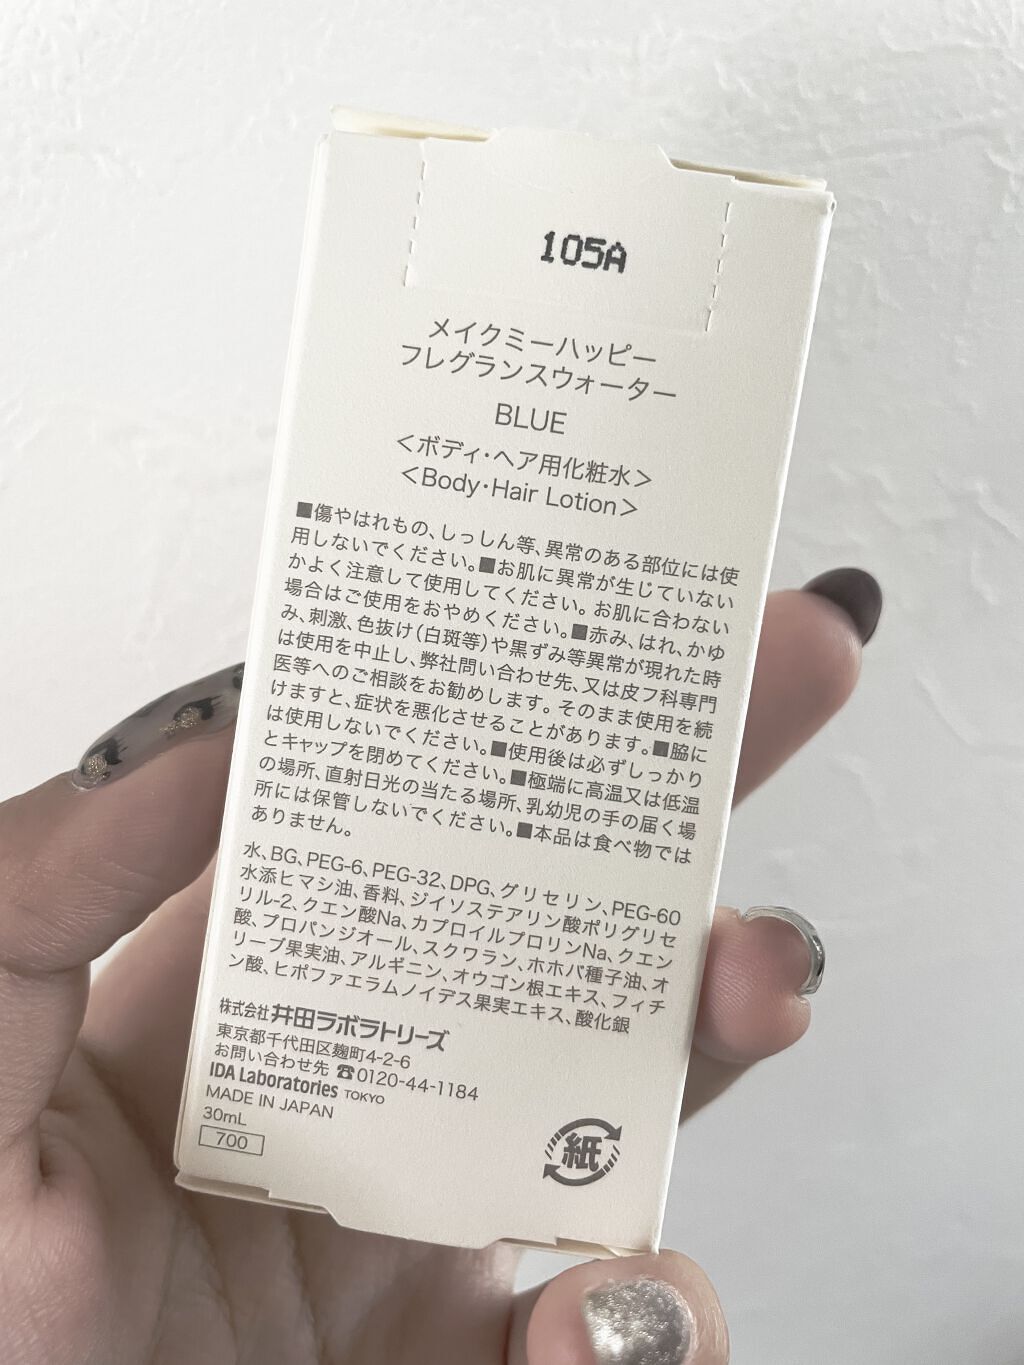 105A
メイクミーハッピー
フレグランスウォーター
BLUE
<ボディ・ヘア用化粧水>
<Body・Hair Lotion>
■傷やはれもの、しっしん等、異常のある部位には使
用しないでください。■お肌に異常が生じていない
かよく注意して使用してください。お肌に合わない
場合はご使用をおやめください。■赤み、はれ、かゆ
み、刺激、色抜け(白斑等)や黒ずみ等異常が現れた時
は使用を中止し、弊社問い合わせ先、又は皮フ科専門
医等へのご相談をお勧めします。そのまま使用を続
けますと、症状を悪化させることがあります。■脇に
は使用しないでください。■使用後は必ずしっかり
とキャップを閉めてください。■極端に高温又は低温
の場所、直射日光の当たる場所、乳幼児の手の届く場
所には保管しないでください。■本品は食べ物では
ありません。
水、BG、PEG-6、PEG-32、DPG、グリセリン、PEG-60
水添ヒマシ油、香料、ジイソステアリン酸ポリグリセ
リル-2、クエン酸Na、カプロイルプロリンNa、クエン
酸、プロパンジオール、スクワラン、ホホバ種子油、オ
リーブ果実油、アルギニン、オウゴン根エキス、フィチ
ン酸、ヒポファエラムノイデス果実エキス、酸化銀
株式会社 井田ラボラトリーズ
東京都千代田区麹町4-2-6
お問い合わせ先 ☎0120-44-1184
IDA Laboratories TOKYO
MADE IN JAPAN
30mL
700
紙